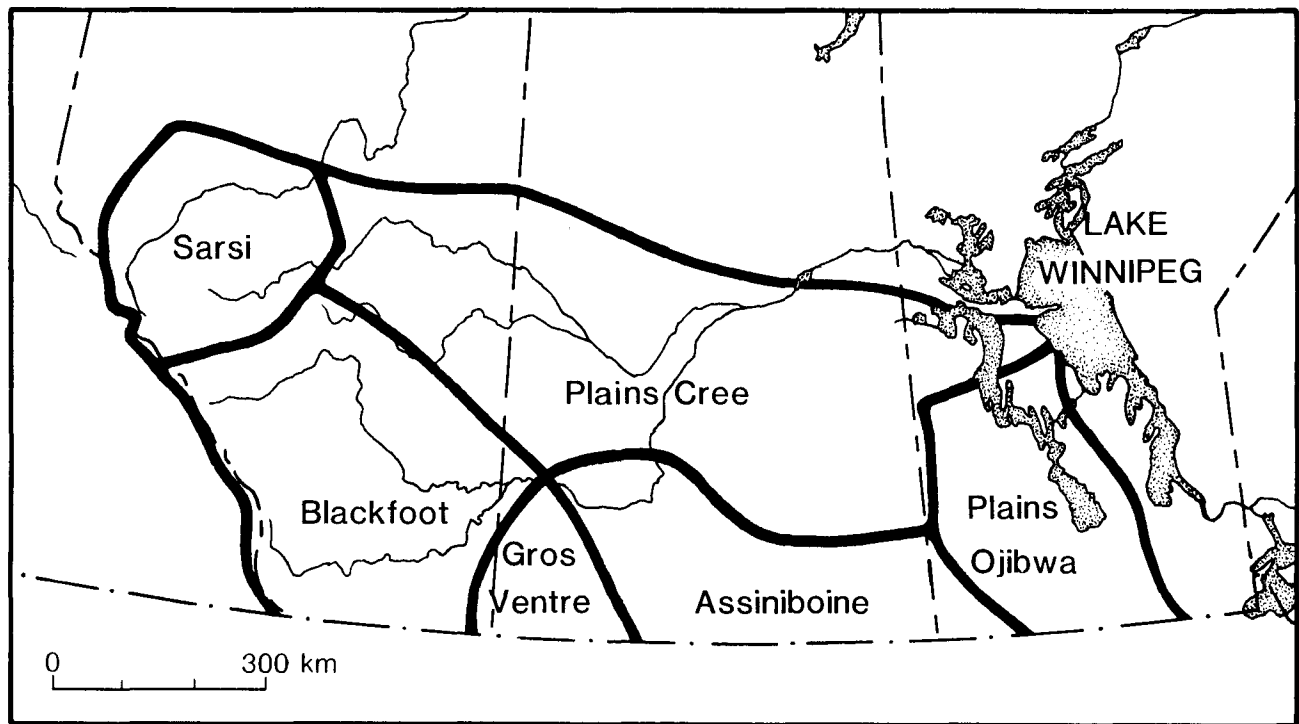 Sarsi
LAKE
WINNIPEG
Plains Cree
Blackfoot
Plains
Ojibwa
Gros
Ventre
Assiniboine
0 300 km